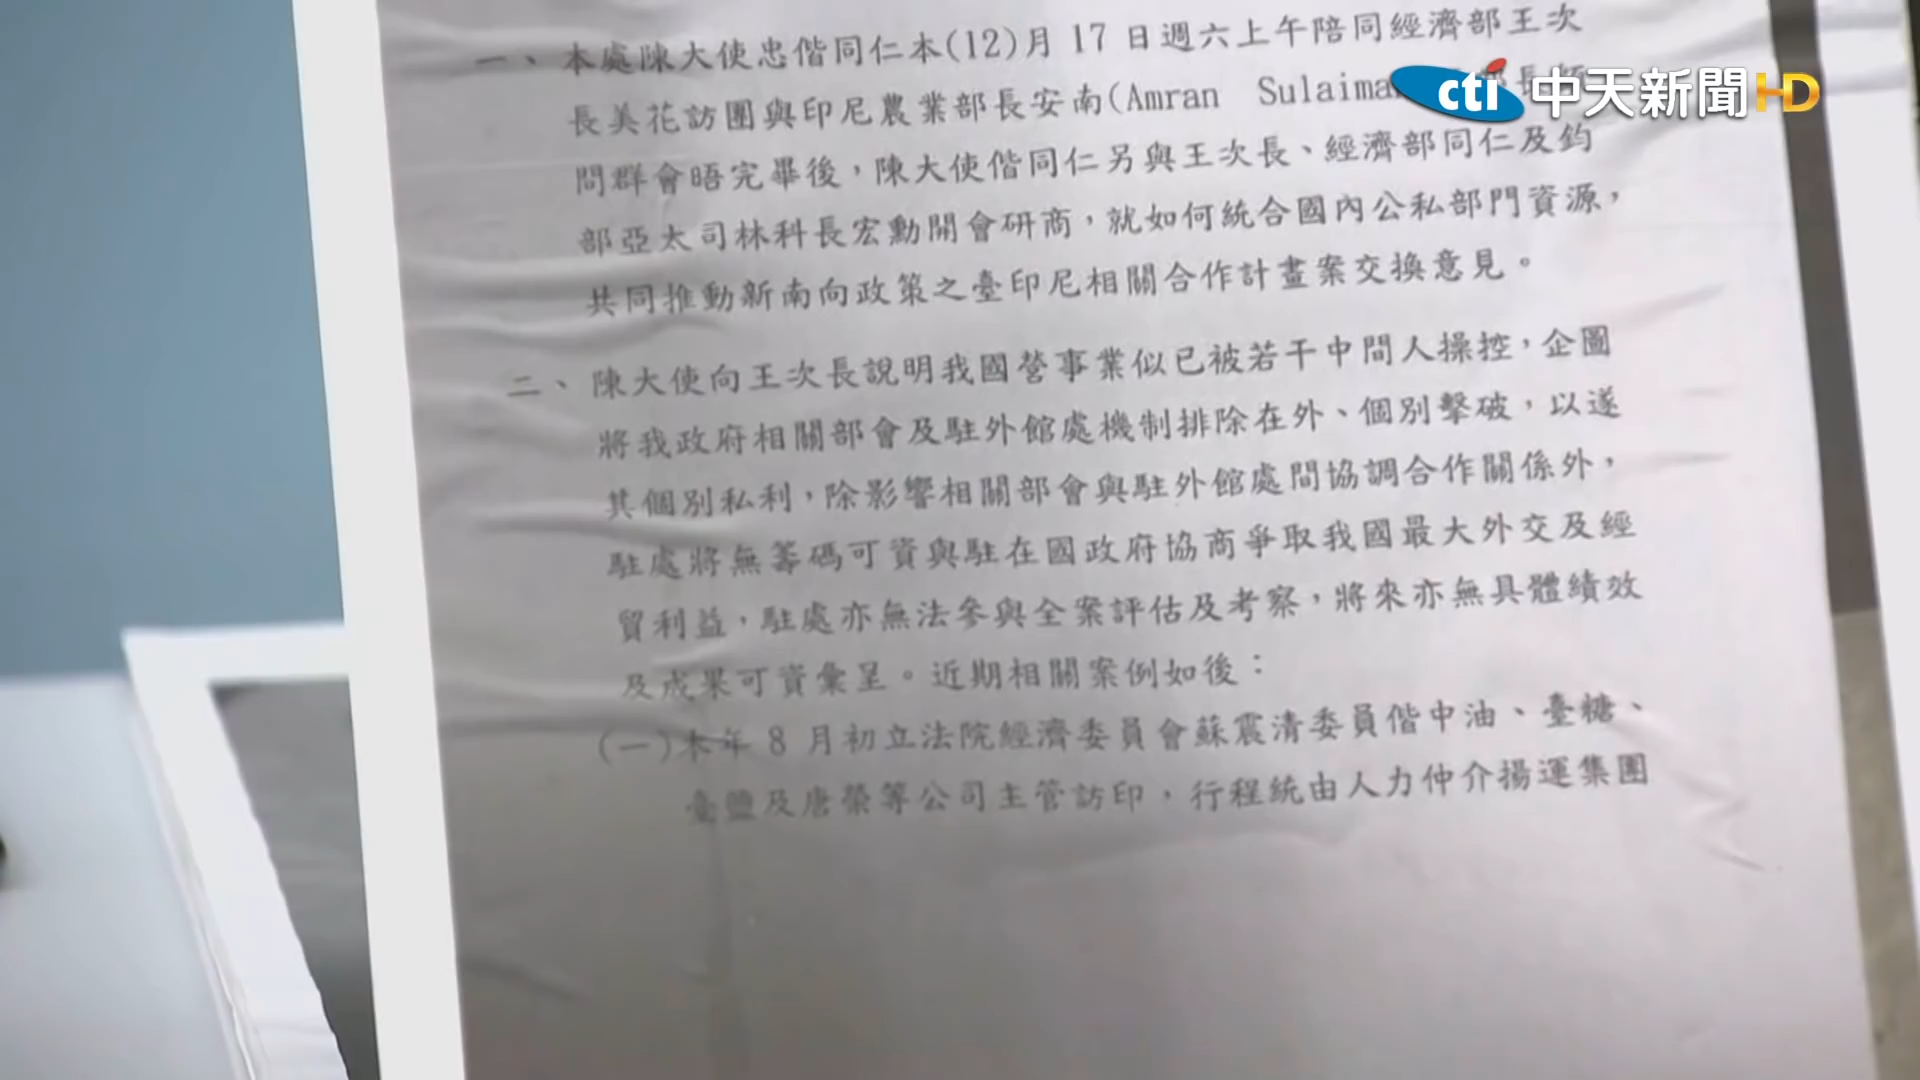 cti 中天新聞HD
一、本處陳大使忠偕同仁本(12)月17日週六上午陪同經濟部王次
長美花訪團與印尼農業部長安南(Amran Sulaima 部長顧
問群會晤完畢後，陳大使偕同仁另與王次長、經濟部同仁及鈞
部亞太司林科長宏勳開會研商，就如何統合國內公私部門資源，
共同推動新南向政策之臺印尼相關合作計畫案交換意見。
二、陳大使向王次長說明我國營事業似已被若干中間人操控，企圖
將我政府相關部會及駐外館處機制排除在外、個別擊破，以遂
其個別私利，除影響相關部會與駐外館處間協調合作關係外，
駐處將無籌碼可資與駐在國政府協商爭取我國最大外交及經
貿利益，駐處亦無法參與全案評估及考察，將來亦無具體績效
及成果可資彙呈。近期相關案例如後：
(一)本年8月初立法院經濟委員會蘇震清委員偕中油、臺糖、
臺鹽及唐榮等公司主管訪印，行程統由人力仲介揚運集團